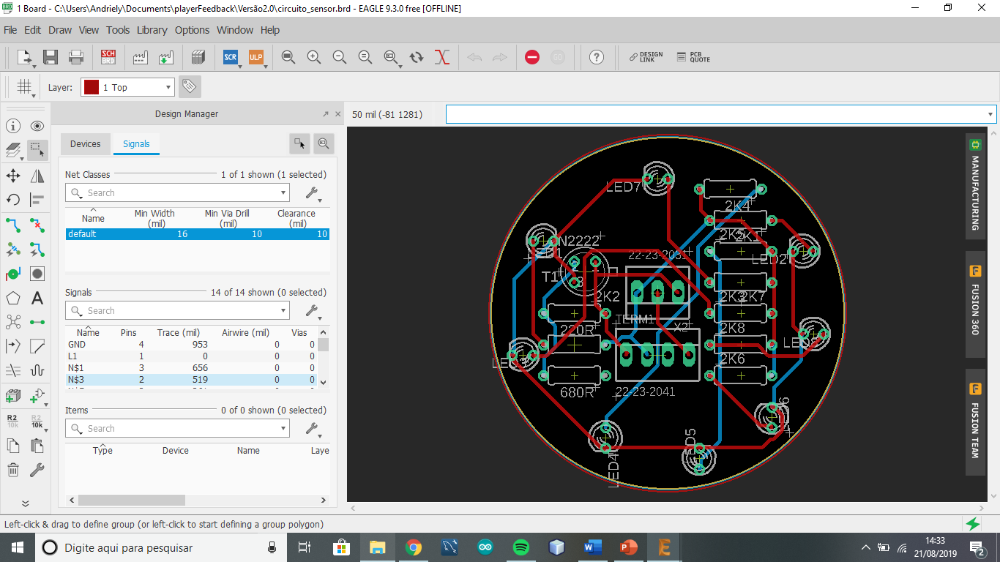 1 Board - C:\Users\Andriely\Documents\playerFeedback\Versão2.0\circuito_sensor.brd - EAGLE 9.3.0 free [OFFLINE]
File Edit Draw View Tools Library Options Window Help
SCH
BRD
SCR
ULP
DESIGN
LINK
PCB
QUOTE
Layer: 1 Top
Design Manager
50 mil (-81 1281)
Devices Signals
Net Classes 1 of 1 shown (1 selected)
Search
Name Min Width (mil) Min Via Drill (mil) Clearance (mil)
default 16 10 10
Signals 14 of 14 shown (0 selected)
Search
Name Pins Trace (mil) Airwire (mil) Vias
GND 4 953 0 0
L1 1 0 0 0
N$1 3 656 0 0
N$3 2 519 0 0
Items 0 of 0 shown (0 selected)
Search
Type Device Name Laye
R2
10k
R2
10k
LED7
2K4
2K1
N2222
22-23-2031
LED2
T1
3
2K2
2K7
TERM1
X2
220R
2K8
2K6
680R
22-23-2041
LED5
LED4
MANUFACTURING
FUSION 360
FUSION TEAM
Left-click & drag to define group (or left-click to start defining a group polygon)
Digite aqui para pesquisar
14:33
21/08/2019
2